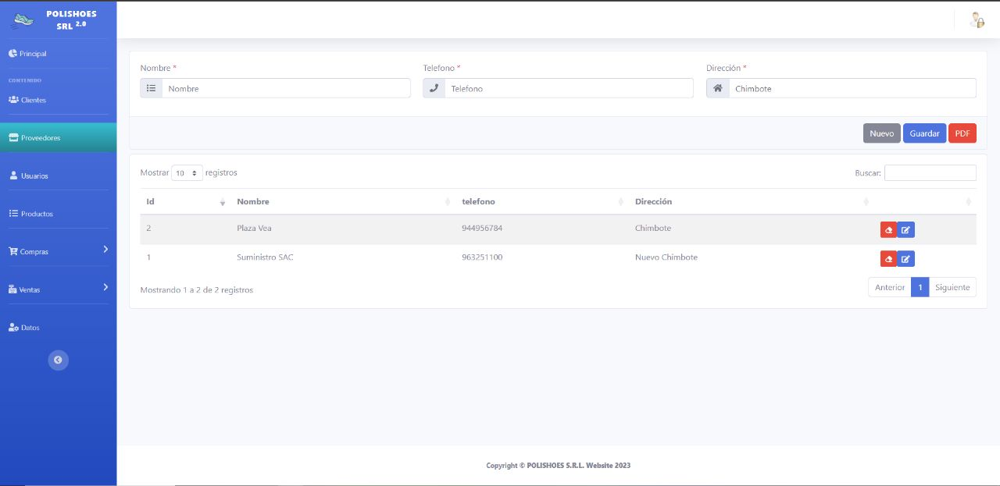 POLISHOES
SRL 2.0
Principal
CONTENIDO
Clientes
Proveedores
Usuarios
Productos
Compras
Ventas
Datos
Nombre * Telefono * Dirección *
Nombre Telefono Chimbote
Nuevo Guardar PDF
Mostrar 10 registros Buscar:
Id Nombre telefono Dirección
2 Plaza Vea 944956784 Chimbote
1 Suministro SAC 963251100 Nuevo Chimbote
Mostrando 1 a 2 de 2 registros Anterior 1 Siguiente
Copyright © POLISHOES S.R.L. Website 2023